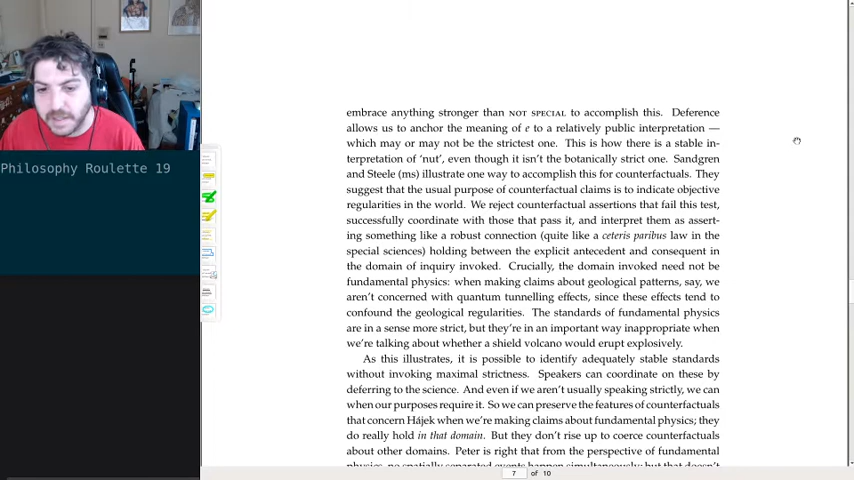 embrace anything stronger than NOT SPECIAL to accomplish this. Deference
allows us to anchor the meaning of e to a relatively public interpretation —
which may or may not be the strictest one. This is how there is a stable in-
terpretation of 'nut', even though it isn't the botanically strict one. Sandgren
and Steele (ms) illustrate one way to accomplish this for counterfactuals. They
suggest that the usual purpose of counterfactual claims is to indicate objective
regularities in the world. We reject counterfactual assertions that fail this test,
successfully coordinate with those that pass it, and interpret them as assert-
ing something like a robust connection (quite like a ceteris paribus law in the
special sciences) holding between the explicit antecedent and consequent in
the domain of inquiry invoked. Crucially, the domain invoked need not be
fundamental physics: when making claims about geological patterns, say, we
aren't concerned with quantum tunnelling effects, since these effects tend to
confound the geological regularities. The standards of fundamental physics
are in a sense more strict, but they're in an important way inappropriate when
we're talking about whether a shield volcano would erupt explosively.
As this illustrates, it is possible to identify adequately stable standards
without invoking maximal strictness. Speakers can coordinate on these by
deferring to the science. And even if we aren't usually speaking strictly, we can
when our purposes require it. So we can preserve the features of counterfactuals
that concern Hájek when we're making claims about fundamental physics; they
do really hold in that domain. But they don't rise up to coerce counterfactuals
about other domains. Peter is right that from the perspective of fundamental
physics, no spatially separated events happen simultaneously; but that doesn't
Philosophy Roulette 19
7 of 10